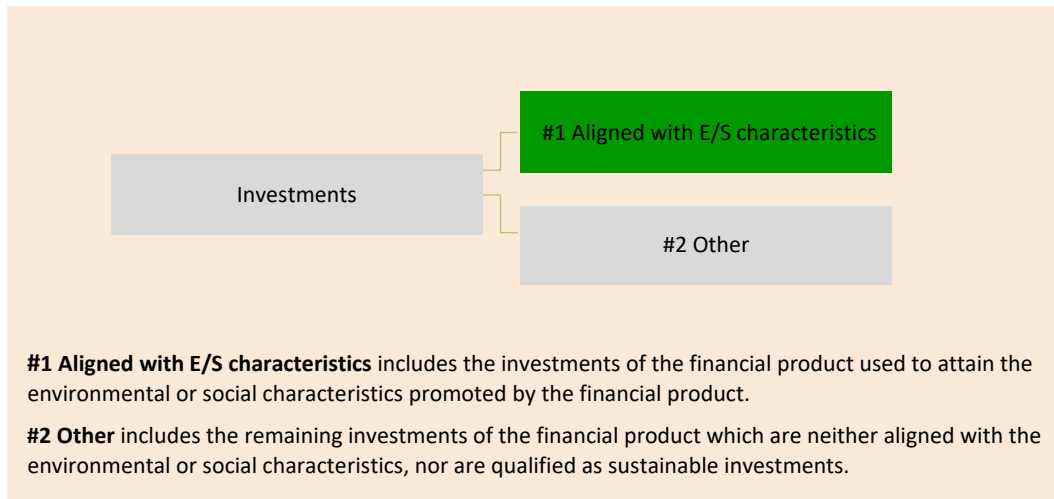 #1 Aligned with E/S characteristics
Investments
#2 Other
#1 Aligned with E/S characteristics includes the investments of the financial product used to attain the
environmental or social characteristics promoted by the financial product.
#2 Other includes the remaining investments of the financial product which are neither aligned with the
environmental or social characteristics, nor are qualified as sustainable investments.